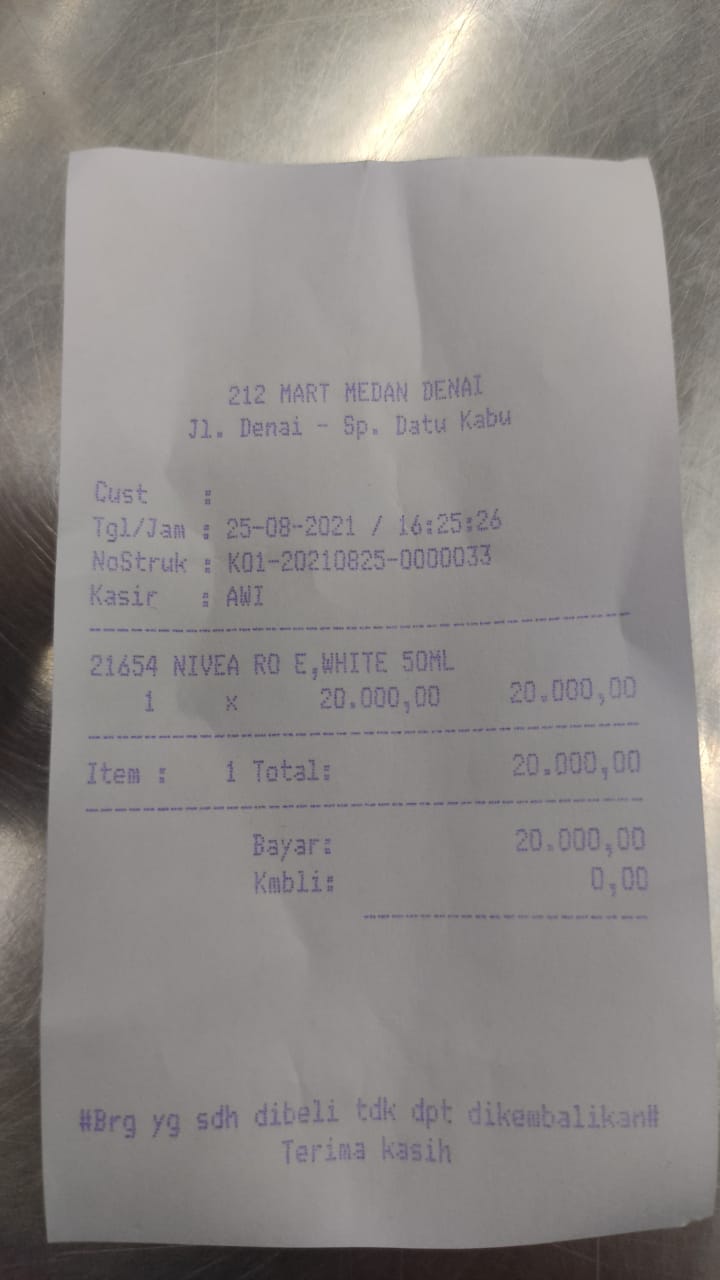 212 MART MEDAN DENAI
Jl. Denai - Sp. Datu Kabu
Cust :
Tgl/Jam : 25-08-2021 / 16:25:26
NoStruk : K01-20210825-0000033
Kasir : AWI
21654 NIVEA RO E,WHITE 50ML
1 x 20.000,00 20.000,00
Item : 1 Total: 20.000,00
Bayar: 20.000,00
Kmbli: 0,00
#Brg yg sdh dibeli tdk dpt dikembalikan#
Terima kasih